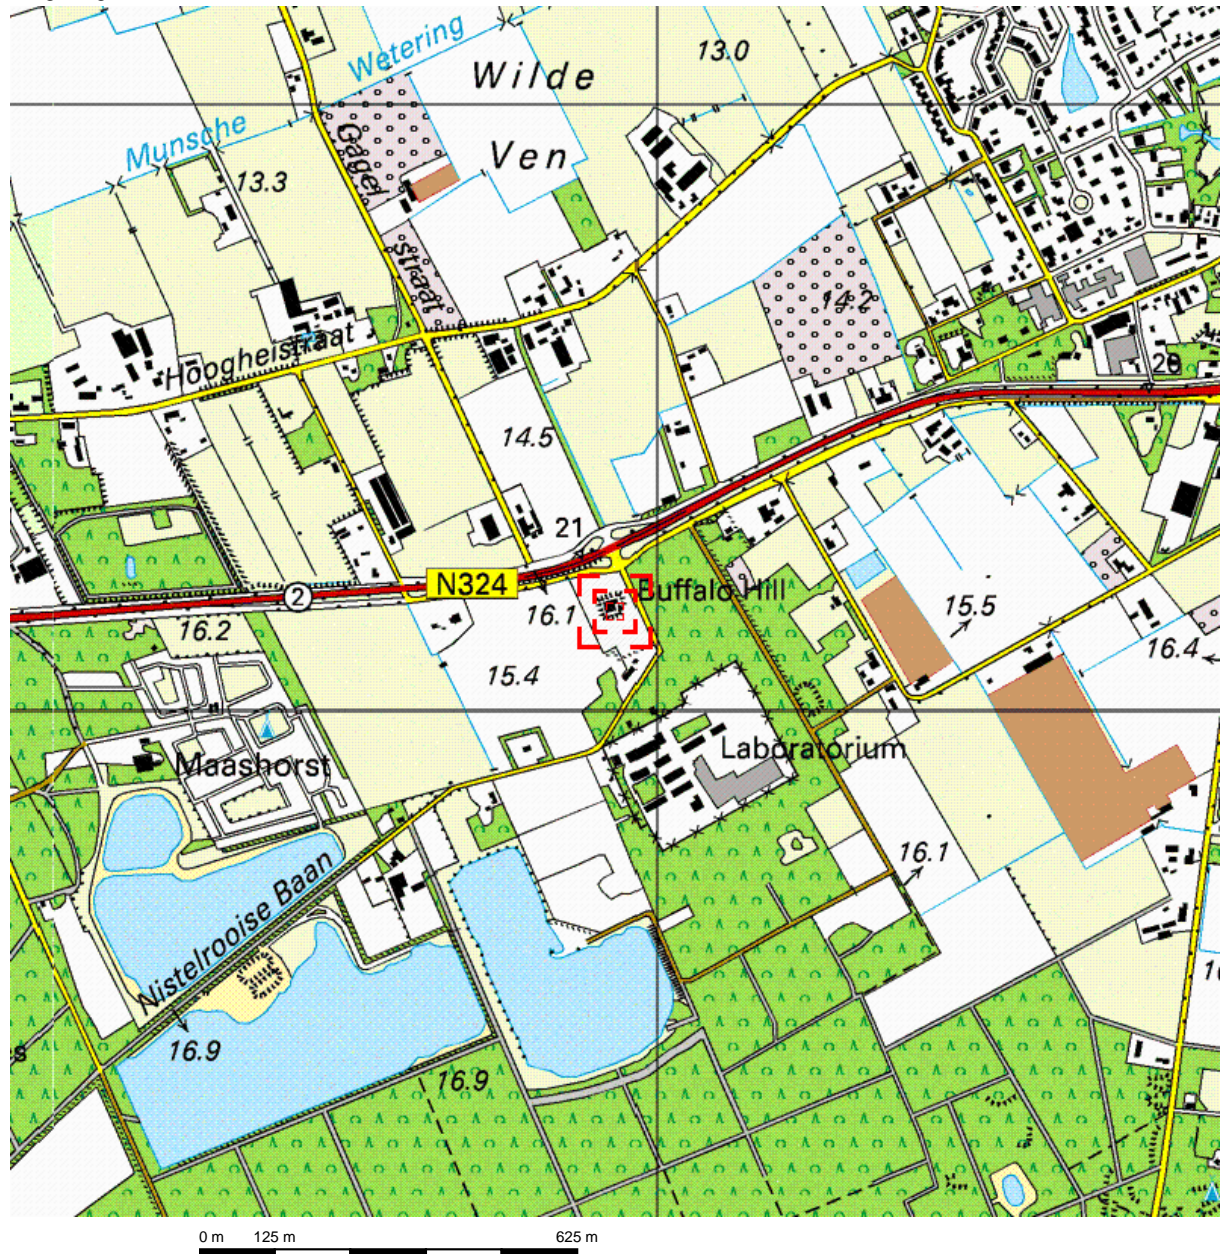 Wetering
13.0
Wilde
Ven
Munsche
13.3
Gagel
straat
14.2
20
Hoogheistraat
14.5
21
N324
2
16.1
Buffalo Hill
15.5
16.2
16.4
15.4
Laboratorium
Maashorst
16.1
Nistelrooise Baan
16.9
16.9
0 m 125 m 625 m